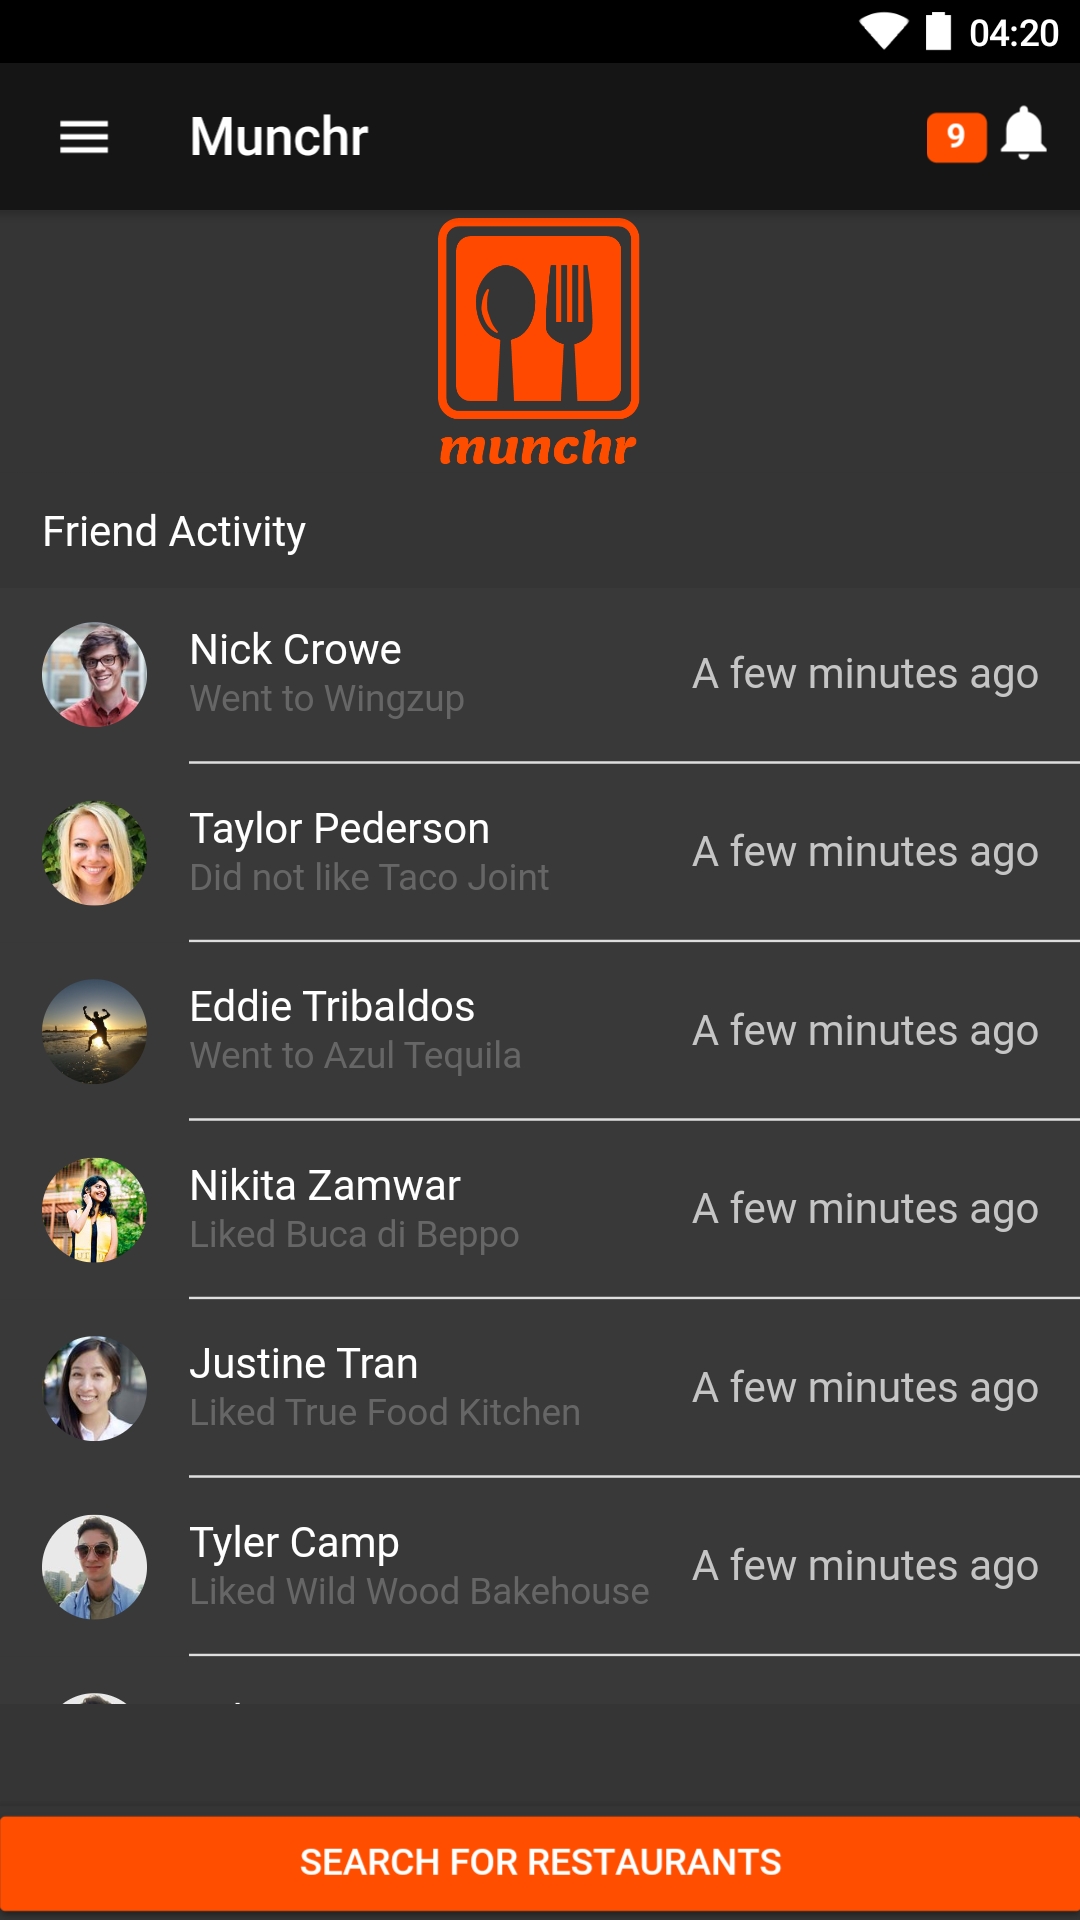 04:20
Munchr
9
munchr
Friend Activity
Nick Crowe
Went to Wingzup
A few minutes ago
Taylor Pederson
Did not like Taco Joint
A few minutes ago
Eddie Tribaldos
Went to Azul Tequila
A few minutes ago
Nikita Zamwar
Liked Buca di Beppo
A few minutes ago
Justine Tran
Liked True Food Kitchen
A few minutes ago
Tyler Camp
Liked Wild Wood Bakehouse
A few minutes ago
SEARCH FOR RESTAURANTS